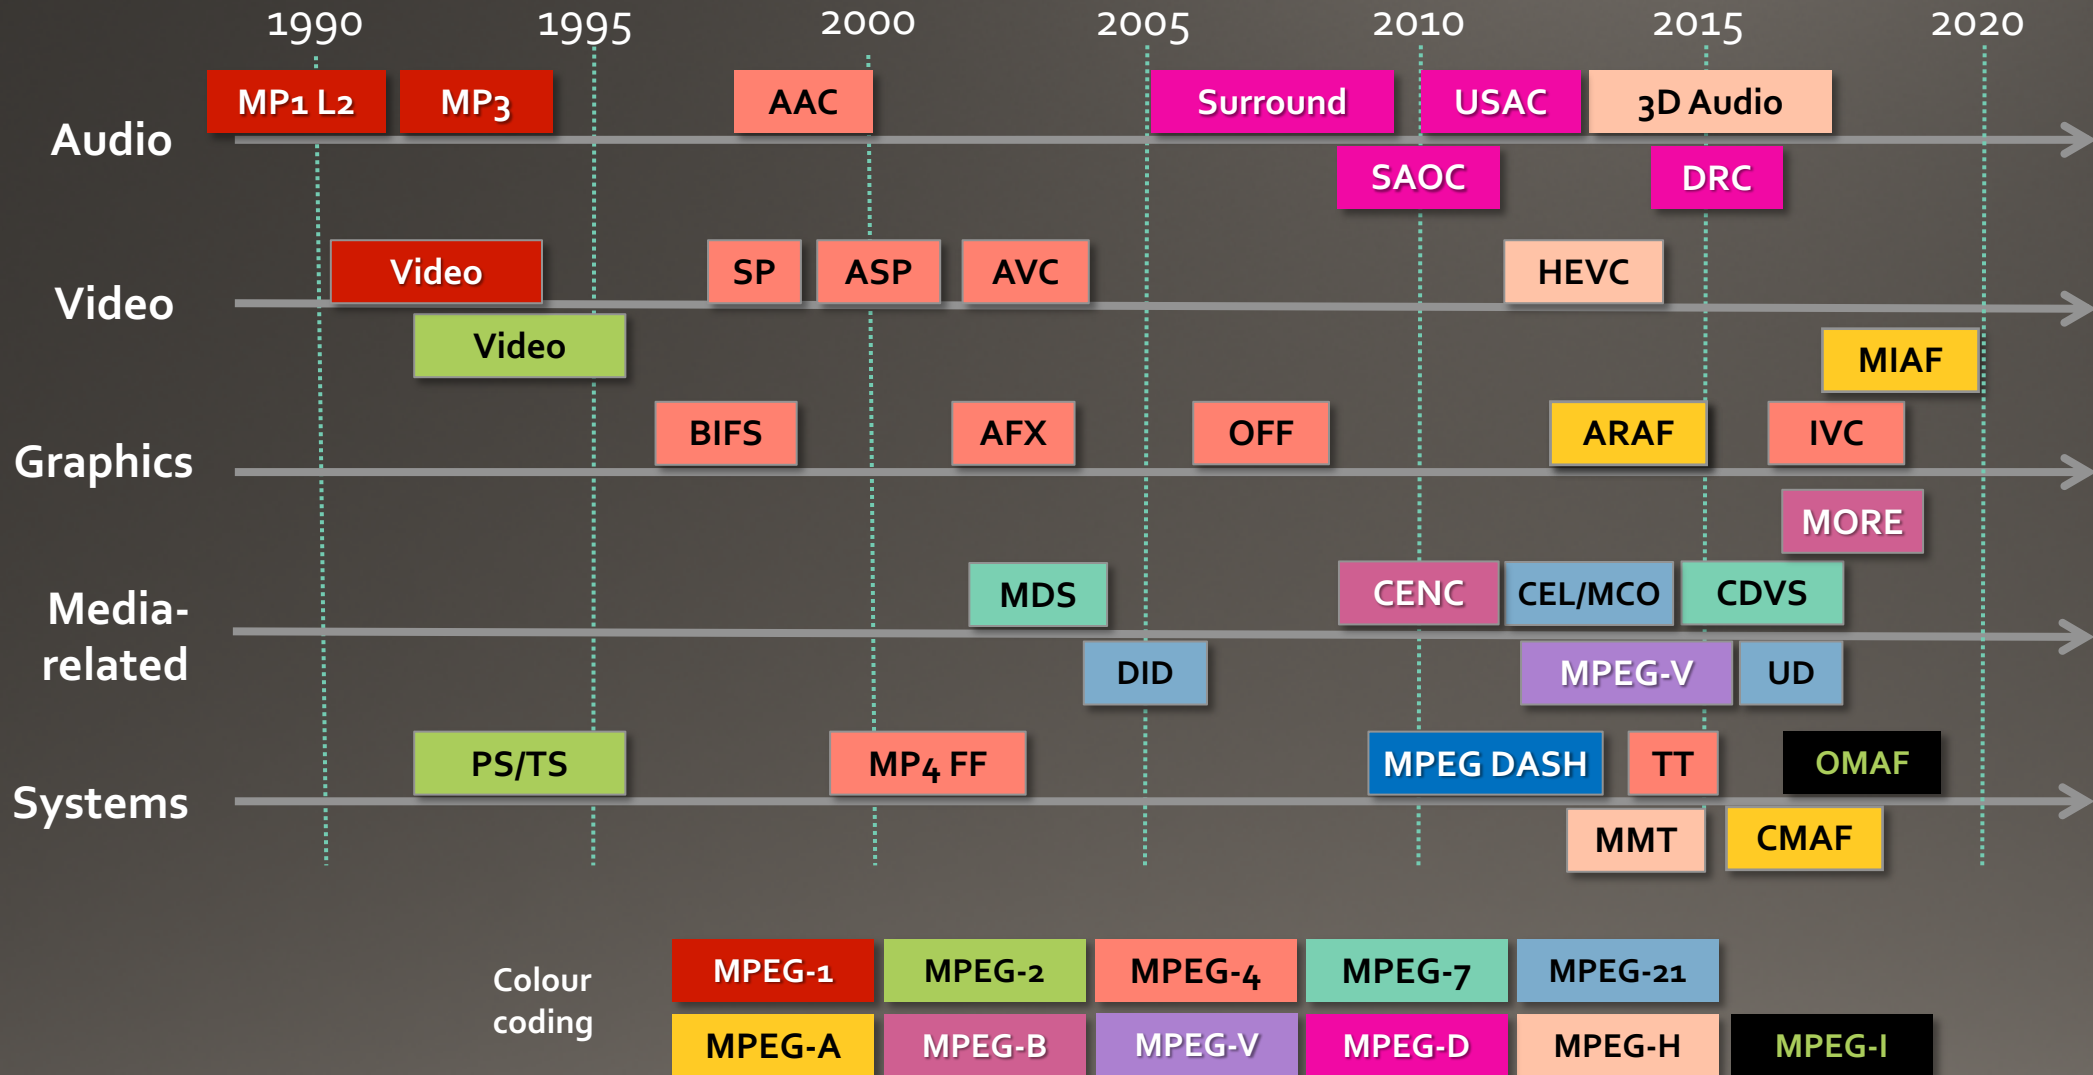 1990 1995 2000 2005 2010 2015 2020
MP1 L2 MP3 AAC Surround USAC 3D Audio
Audio
SAOC DRC
Video SP ASP AVC HEVC
Video
Video MIAF
BIFS AFX OFF ARAF IVC
Graphics
MORE
MDS CENC CEL/MCO CDVS
Media-
related
DID MPEG-V UD
PS/TS MP4 FF MPEG DASH TT OMAF
Systems
MMT CMAF
Colour
coding
MPEG-1 MPEG-2 MPEG-4 MPEG-7 MPEG-21
MPEG-A MPEG-B MPEG-V MPEG-D MPEG-H MPEG-I